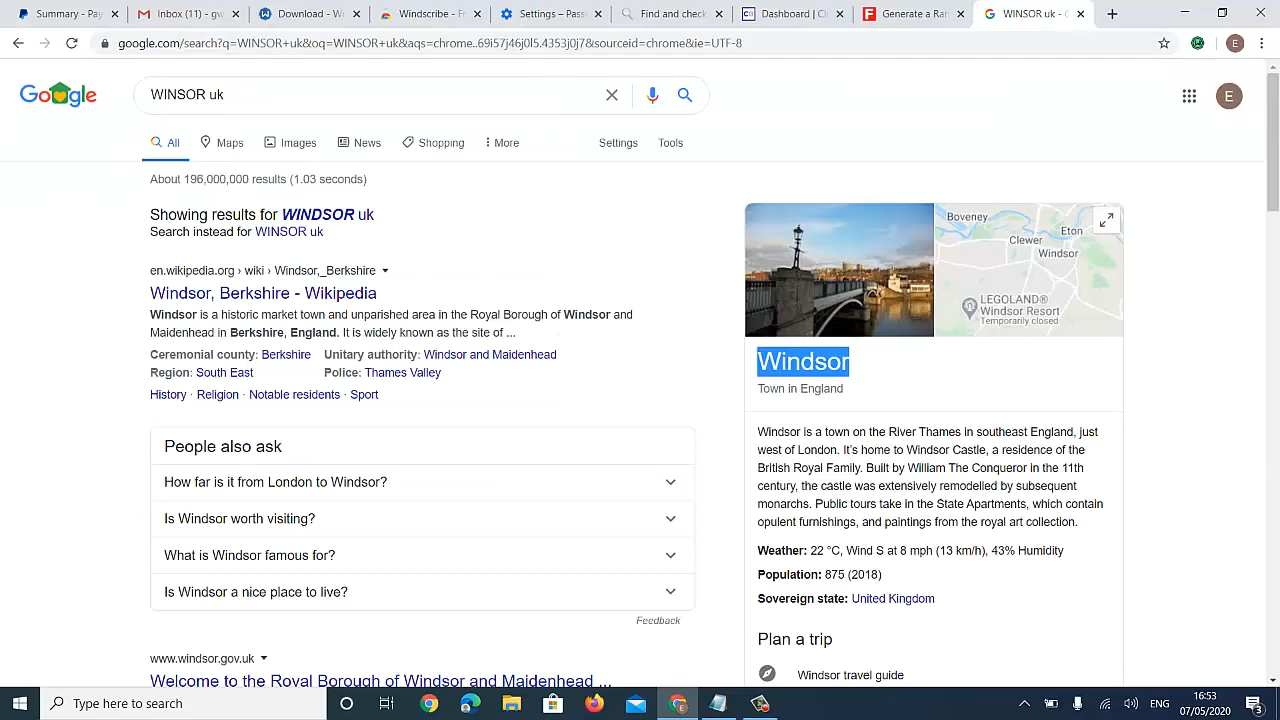 Summary - Pay
Inbox (1) - gw
Download - W
Windscribe - F
Settings – Pass
Find and check
Dashboard | C
Generate a Ra
WINSOR uk - G
google.com/search?q=WINSOR+uk&oq=WINSOR+uk&aqs=chrome..69i57j46j0l5.4353j0j7&sourceid=chrome&ie=UTF-8
E
Google
WINSOR uk
E
All
Maps
Images
News
Shopping
More
Settings
Tools
About 196,000,000 results (1.03 seconds)
Showing results for WINDSOR uk
Search instead for WINSOR uk
en.wikipedia.org › wiki › Windsor,_Berkshire
Windsor, Berkshire - Wikipedia
Windsor is a historic market town and unparished area in the Royal Borough of Windsor and
Maidenhead in Berkshire, England. It is widely known as the site of ...
Ceremonial county: Berkshire Unitary authority: Windsor and Maidenhead
Region: South East Police: Thames Valley
History · Religion · Notable residents · Sport
People also ask
How far is it from London to Windsor?
Is Windsor worth visiting?
What is Windsor famous for?
Is Windsor a nice place to live?
Feedback
www.windsor.gov.uk
Welcome to the Royal Borough of Windsor and Maidenhead ...
Boveney
Eton
Clewer
Windsor
LEGOLAND®
Windsor Resort
Temporarily closed
Windsor
Town in England
Windsor is a town on the River Thames in southeast England, just
west of London. It's home to Windsor Castle, a residence of the
British Royal Family. Built by William The Conqueror in the 11th
century, the castle was extensively remodelled by subsequent
monarchs. Public tours take in the State Apartments, which contain
opulent furnishings, and paintings from the royal art collection.
Weather: 22 °C, Wind S at 8 mph (13 km/h), 43% Humidity
Population: 875 (2018)
Sovereign state: United Kingdom
Plan a trip
Windsor travel guide
Type here to search
ENG
16:53
07/05/2020
3